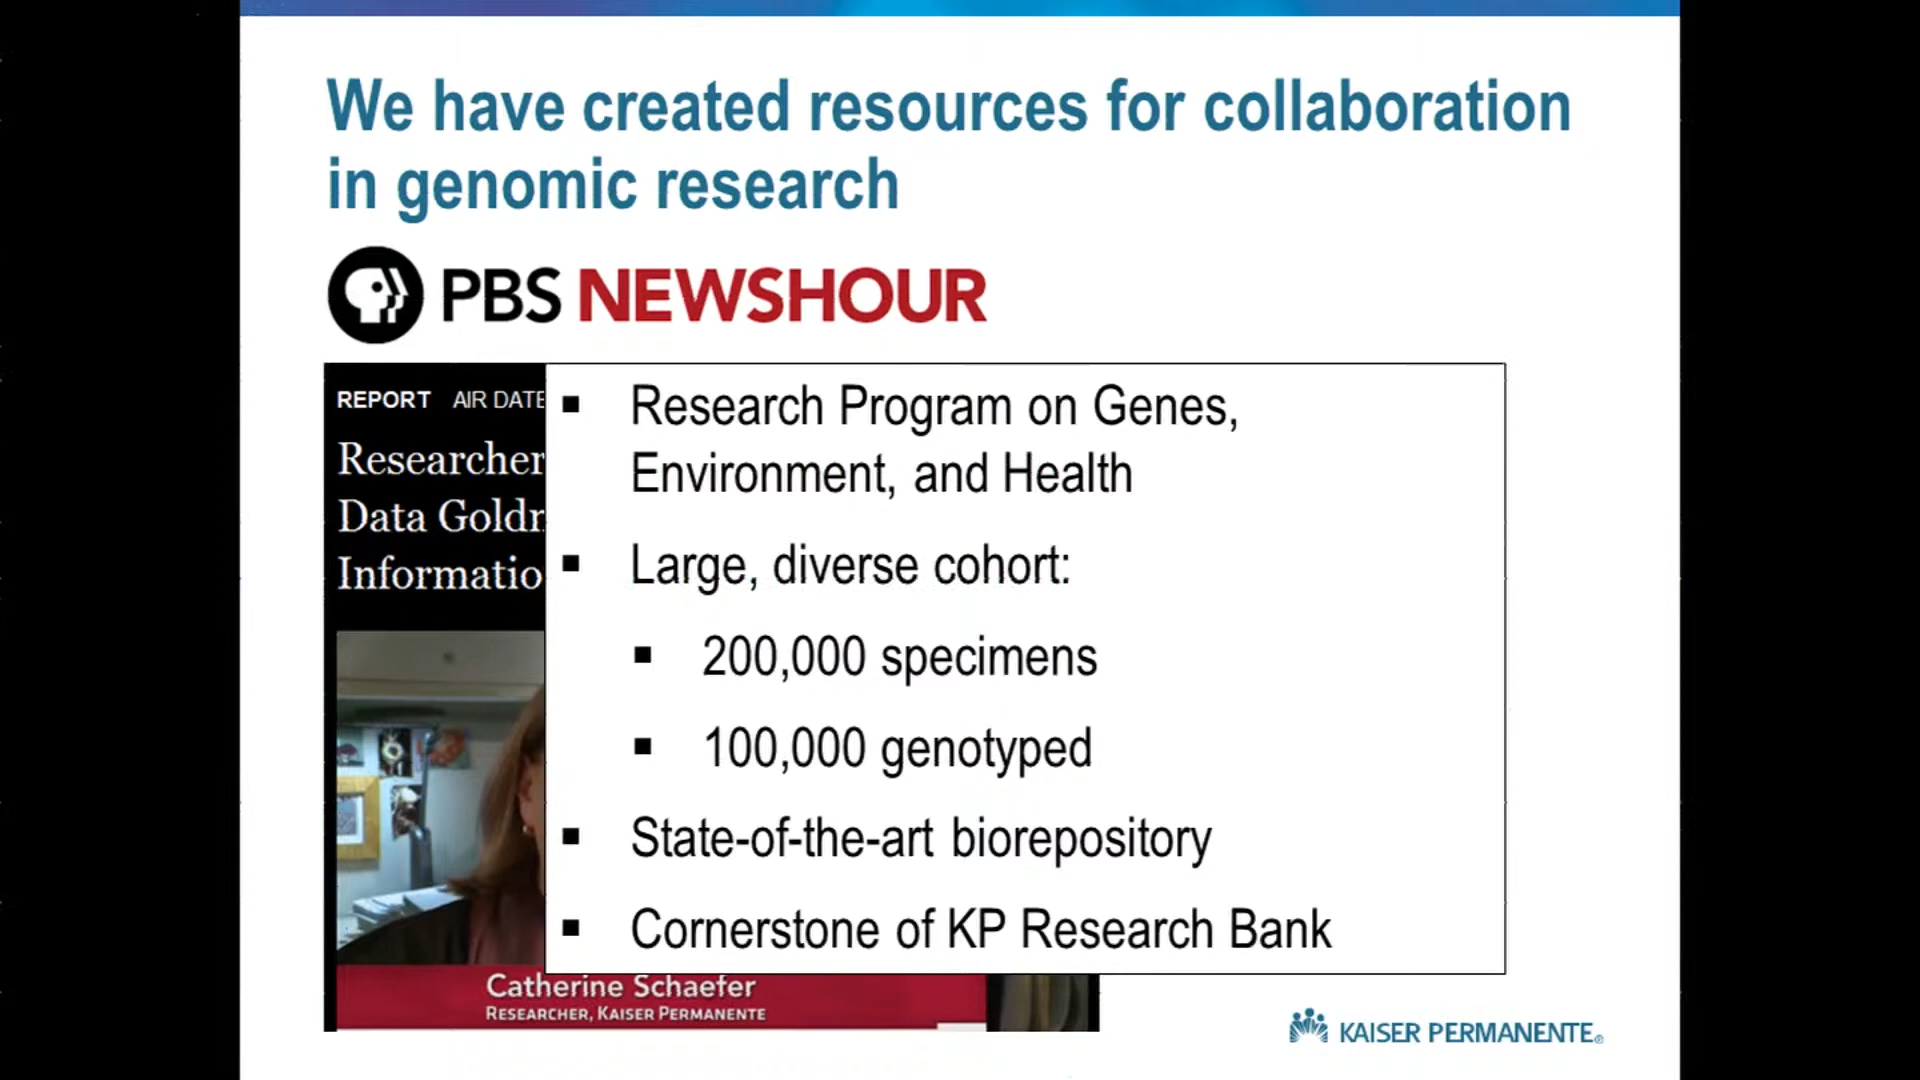 We have created resources for collaboration
in genomic research
PBS NEWSHOUR
REPORT AIR DATE
Researcher
Data Gold
Informatio
▪ Research Program on Genes,
Environment, and Health
▪ Large, diverse cohort:
▪ 200,000 specimens
▪ 100,000 genotyped
▪ State-of-the-art biorepository
▪ Cornerstone of KP Research Bank
Catherine Schaefer
RESEARCHER, KAISER PERMANENTE
KAISER PERMANENTE®